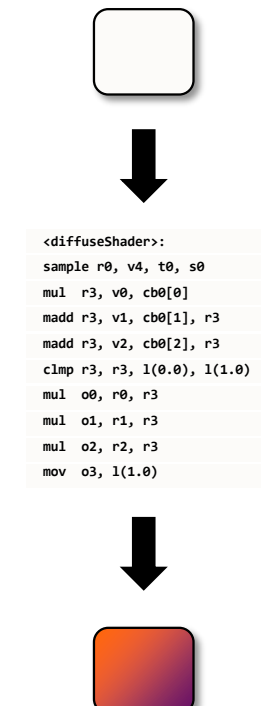 <diffuseShader>:
sample r0, v4, t0, s0
mul  r3, v0, cb0[0]
madd r3, v1, cb0[1], r3
madd r3, v2, cb0[2], r3
clmp r3, r3, l(0.0), l(1.0)
mul  o0, r0, r3
mul  o1, r1, r3
mul  o2, r2, r3
mov  o3, l(1.0)